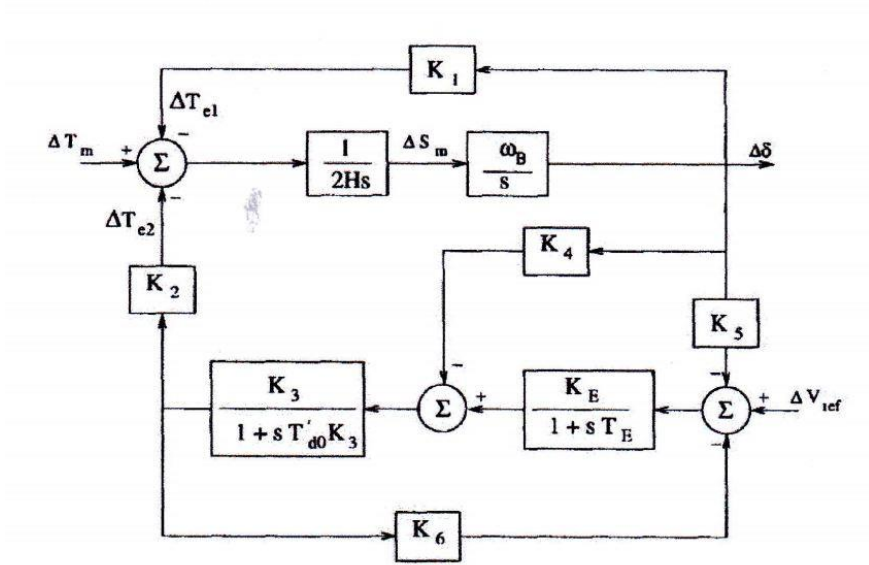 K 1
ΔT e1
ΔT m + − Σ
1 / 2Hs
ΔS m
ω B / s
Δδ
−
ΔT e2
K 2
K 4
K 5
K 3 / 1 + s T′d0 K 3
− Σ +
K E / 1 + s T E
− Σ + ΔV ref
−
K 6